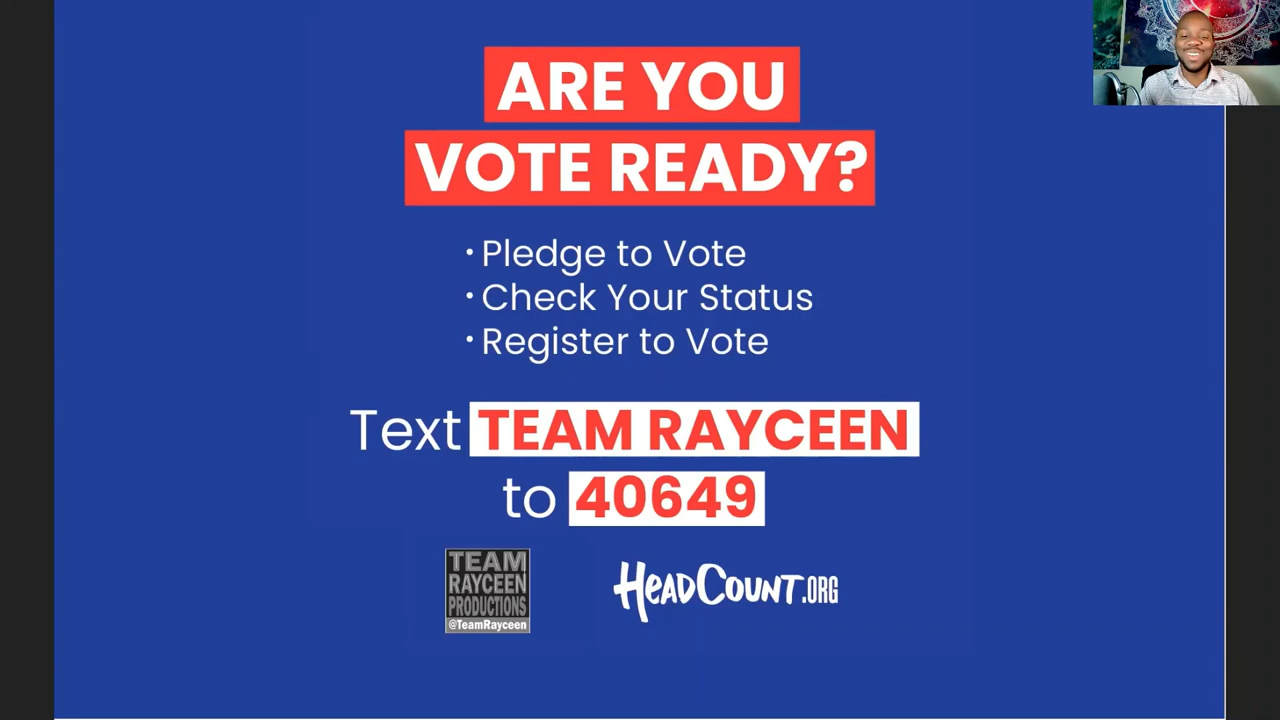 ARE YOU
VOTE READY?
· Pledge to Vote
· Check Your Status
· Register to Vote
Text TEAM RAYCEEN
to 40649
TEAM
RAYCEEN
PRODUCTIONS
@TeamRayceen
HEADCOUNT.ORG